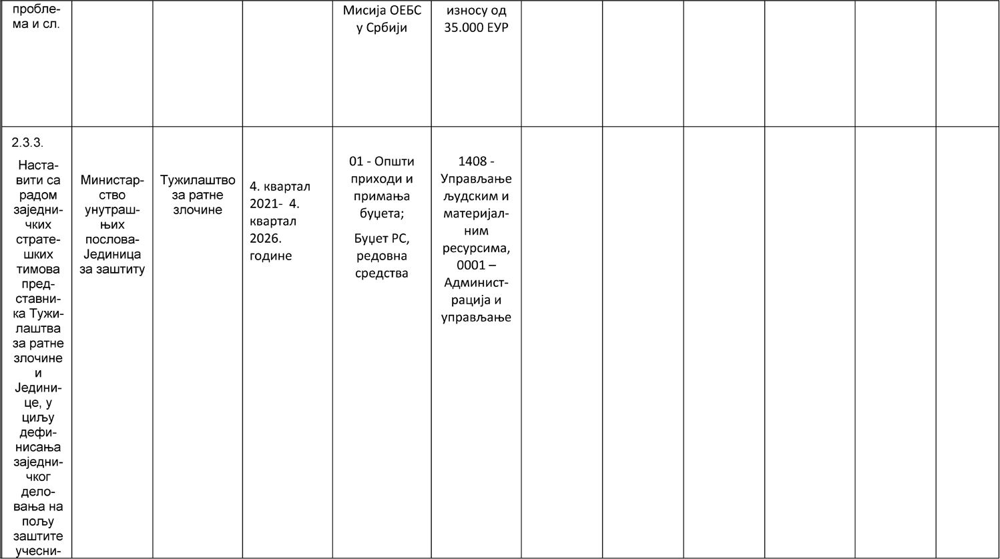 пробле-
ма и сл.
Мисија ОЕБС
у Србији
износу од
35.000 ЕУР
2.3.3.
Наста-
вити са
радом
заједни-
чких
страте-
шких
тимова
пред-
ставни-
ка Тужи-
лаштва
за ратне
злочине
и
Једини-
це, у
циљу
дефи-
нисања
заједни-
чког
дело-
вања на
пољу
заштите
учесни-
Министар-
ство
унутраш-
њих
послова-
Јединица
за заштиту
Тужилаштво
за ратне
злочине
4. квартал
2021- 4.
квартал
2026.
године
01 - Општи
приходи и
примања
буџета;
Буџет РС,
редовна
средства
1408 -
Управљање
људским и
материјал-
ним
ресурсима,
0001 –
Админист-
рација и
управљање